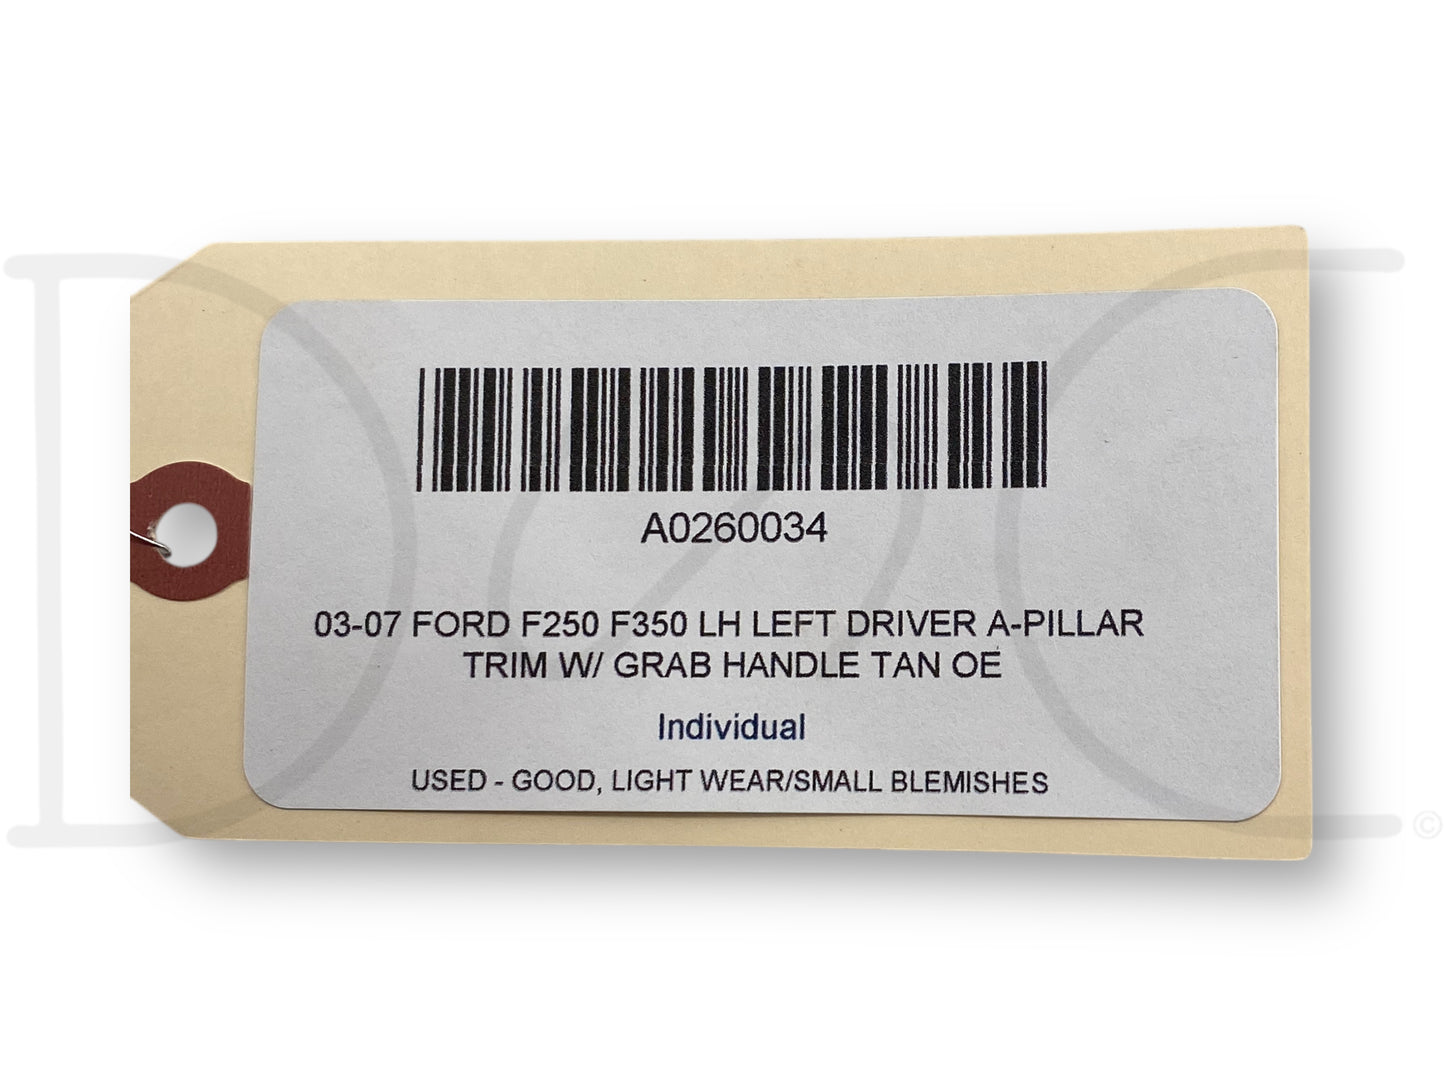 A0260034
03-07 FORD F250 F350 LH LEFT DRIVER A-PILLAR
TRIM W/ GRAB HANDLE TAN OE
Individual
USED - GOOD, LIGHT WEAR/SMALL BLEMISHES
©